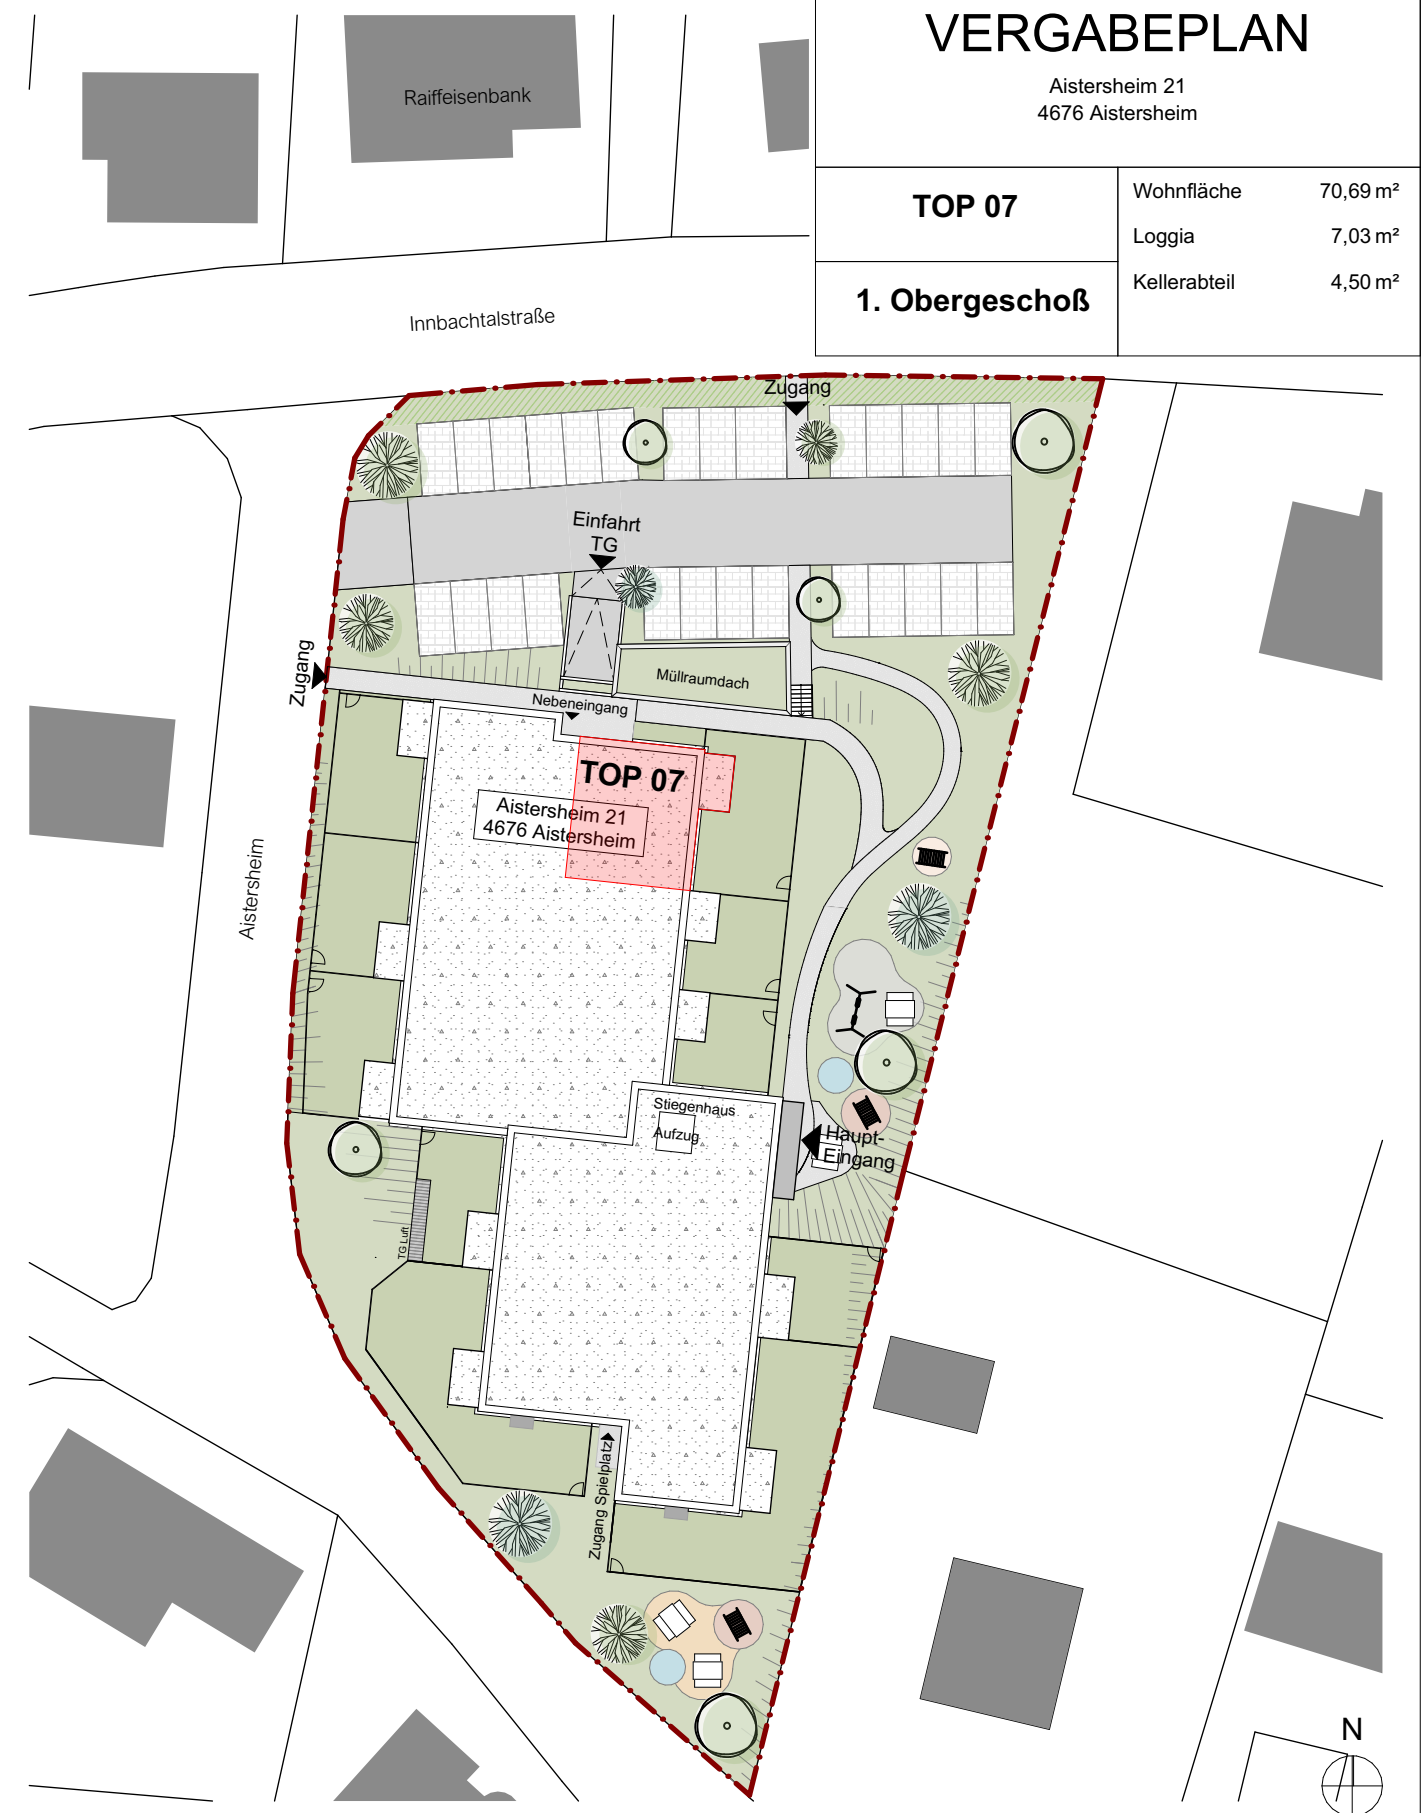 VERGABEPLAN
Aistersheim 21
4676 Aistersheim
TOP 07
1. Obergeschoß
Wohnfläche 70,69 m²
Loggia 7,03 m²
Kellerabteil 4,50 m²
Raiffeisenbank
Innbachtalstraße
Zugang
Einfahrt
TG
Zugang
Müllraumdach
Nebeneingang
TOP 07
Aistersheim 21
4676 Aistersheim
Aistersheim
Stiegenhaus
Aufzug
Haupt-
Eingang
TG Luft
Zugang Spielplatz
N